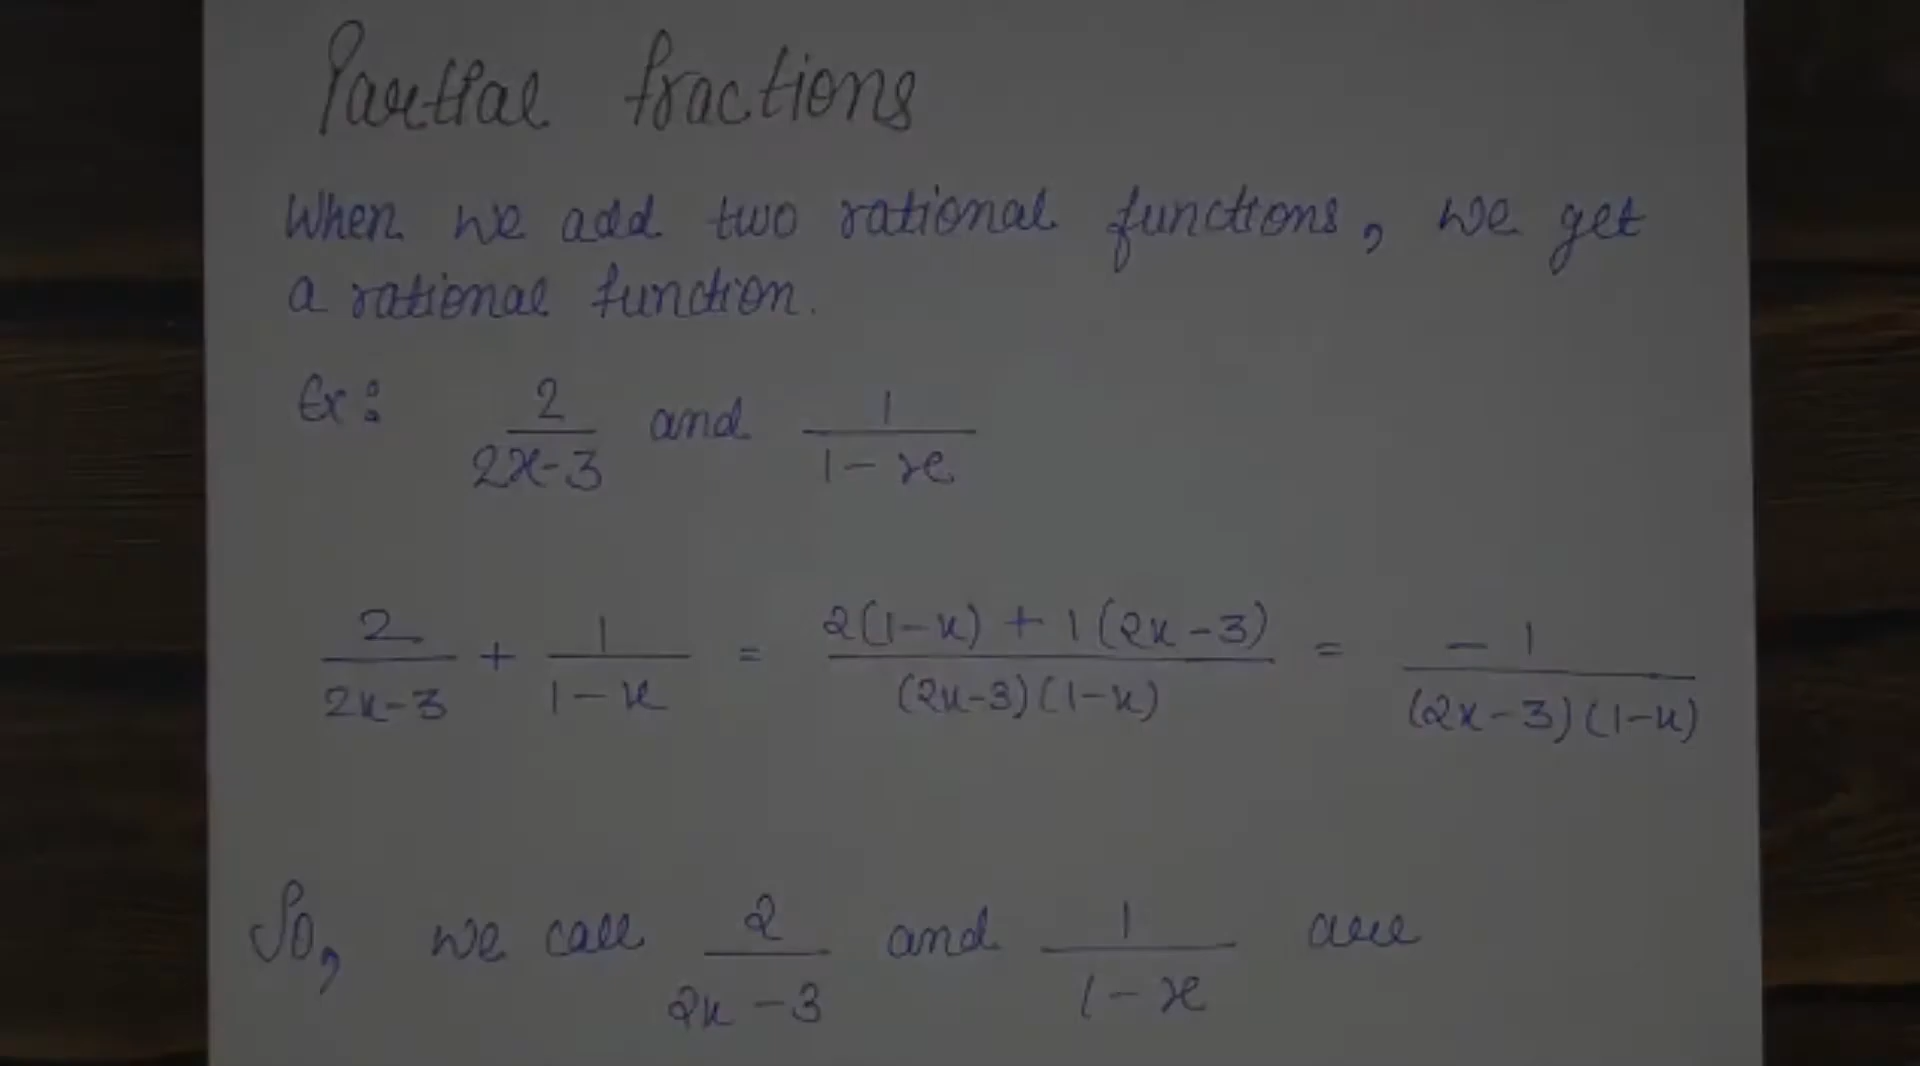 Partial fractions
When we add two rational functions, we get
a rational function.
Ex: 2/(2x-3) and 1/(1-x)
2/(2x-3) + 1/(1-x) = (2(1-x) + 1(2x-3))/((2x-3)(1-x)) = -1/((2x-3)(1-x))
So, we call 2/(2x-3) and 1/(1-x) are